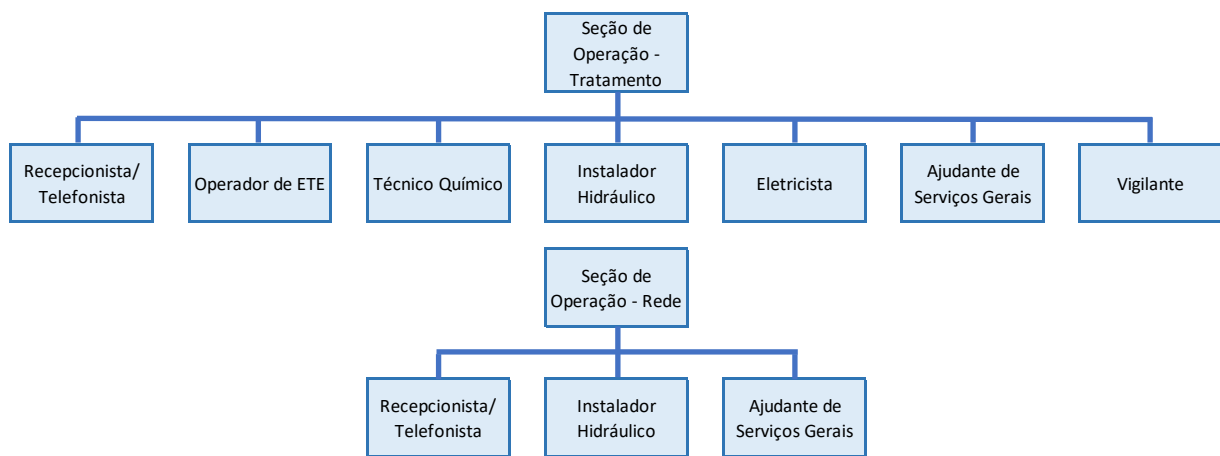 Seção de
Operação -
Tratamento
Recepcionista/
Telefonista
Operador de ETE
Técnico Químico
Instalador
Hidráulico
Eletricista
Ajudante de
Serviços Gerais
Vigilante
Seção de
Operação - Rede
Recepcionista/
Telefonista
Instalador
Hidráulico
Ajudante de
Serviços Gerais